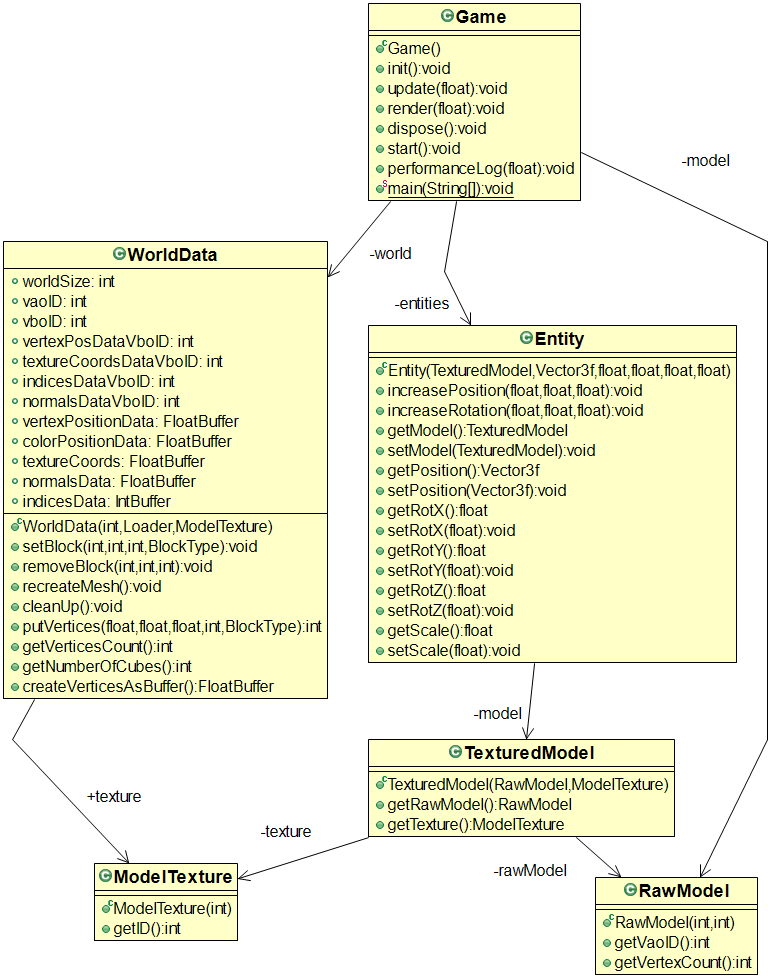 Game
Game()
init():void
update(float):void
render(float):void
dispose():void
start():void
performanceLog(float):void
main(String[]):void
-model
-world
-entities
WorldData
worldSize: int
vaoID: int
vboID: int
vertexPosDataVboID: int
textureCoordsDataVboID: int
indicesDataVboID: int
normalsDataVboID: int
vertexPositionData: FloatBuffer
colorPositionData: FloatBuffer
textureCoords: FloatBuffer
normalsData: FloatBuffer
indicesData: IntBuffer
WorldData(int,Loader,ModelTexture)
setBlock(int,int,int,BlockType):void
removeBlock(int,int,int):void
recreateMesh():void
cleanUp():void
putVertices(float,float,float,int,BlockType):int
getVerticesCount():int
getNumberOfCubes():int
createVerticesAsBuffer():FloatBuffer
Entity
Entity(TexturedModel,Vector3f,float,float,float,float)
increasePosition(float,float,float):void
increaseRotation(float,float,float):void
getModel():TexturedModel
setModel(TexturedModel):void
getPosition():Vector3f
setPosition(Vector3f):void
getRotX():float
setRotX(float):void
getRotY():float
setRotY(float):void
getRotZ():float
setRotZ(float):void
getScale():float
setScale(float):void
-model
TexturedModel
TexturedModel(RawModel,ModelTexture)
getRawModel():RawModel
getTexture():ModelTexture
+texture
-texture
-rawModel
ModelTexture
ModelTexture(int)
getID():int
RawModel
RawModel(int,int)
getVaoID():int
getVertexCount():int